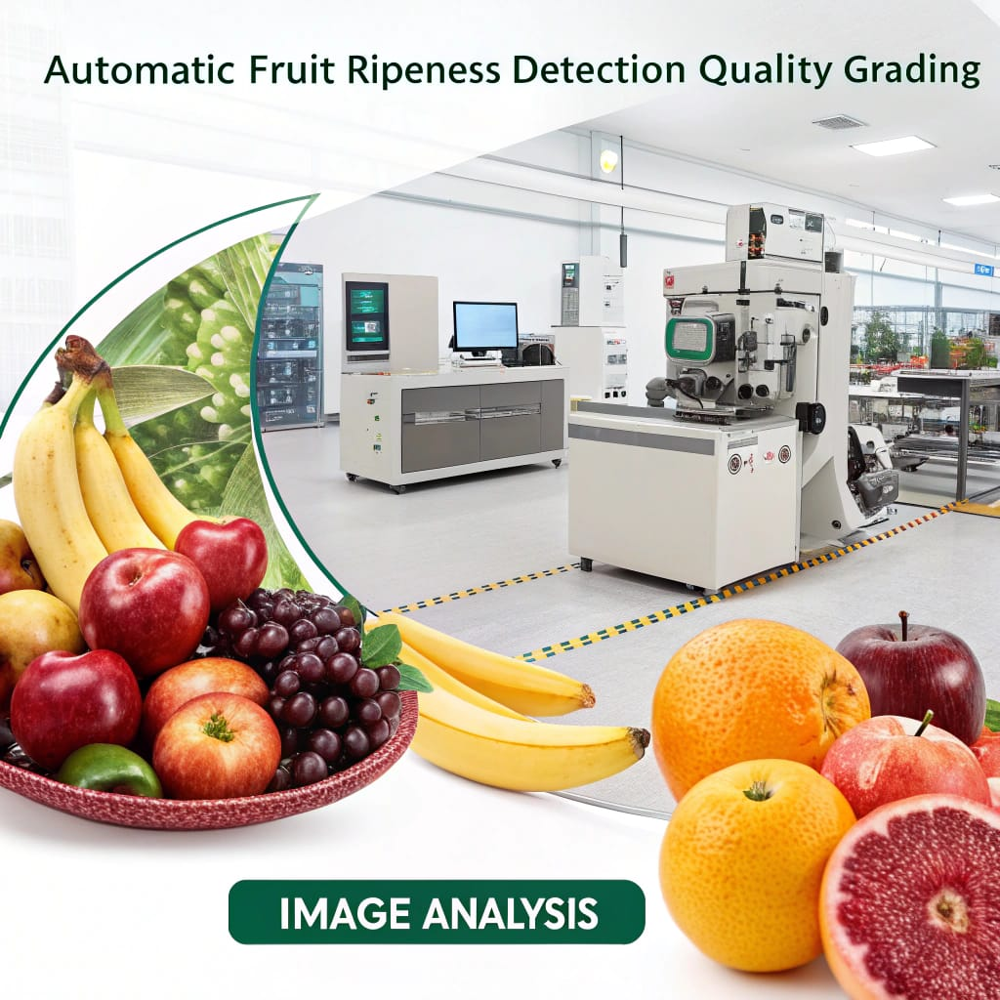 Automatic Fruit Ripeness Detection Quality Grading
IMAGE ANALYSIS